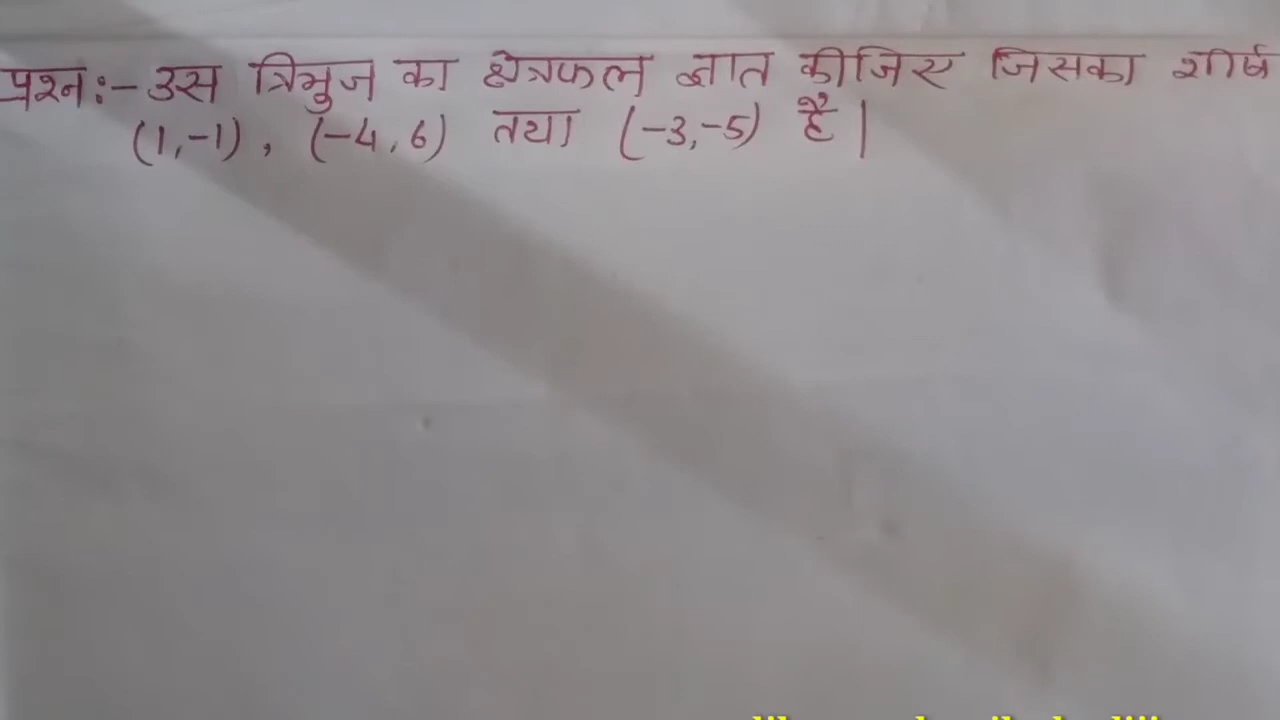 प्रश्न:- उस त्रिभुज का क्षेत्रफल ज्ञात कीजिए जिसका शीर्ष
(1,-1), (-4,6) तथा (-3,-5) है।